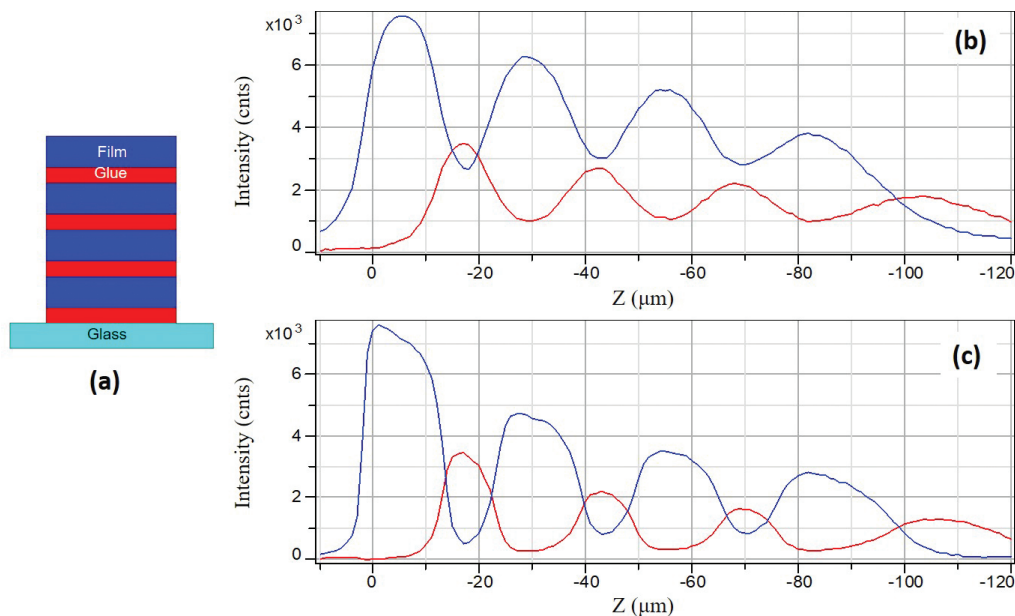 Film
Glue
Glass
(a)
x10³
6
4
2
0
Intensity (cnts)
(b)
0
-20
-40
-60
-80
-100
-120
Z (μm)
x10³
6
4
2
0
Intensity (cnts)
(c)
0
-20
-40
-60
-80
-100
-120
Z (μm)